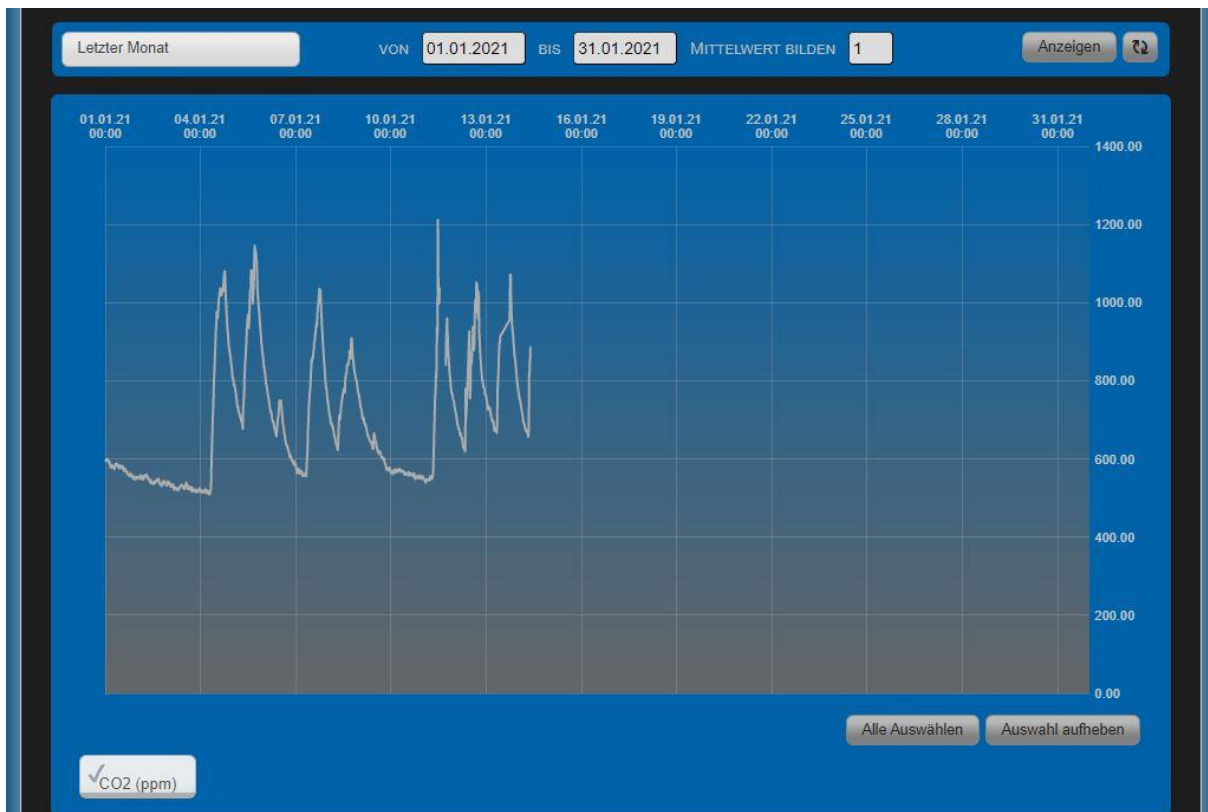 Letzter Monat VON 01.01.2021 BIS 31.01.2021 MITTELWERT BILDEN 1 Anzeigen
01.01.21 04.01.21 07.01.21 10.01.21 13.01.21 16.01.21 19.01.21 22.01.21 25.01.21 28.01.21 31.01.21
00:00 00:00 00:00 00:00 00:00 00:00 00:00 00:00 00:00 00:00 00:00
1400.00
1200.00
1000.00
800.00
600.00
400.00
200.00
0.00
Alle Auswählen Auswahl aufheben
CO2 (ppm)